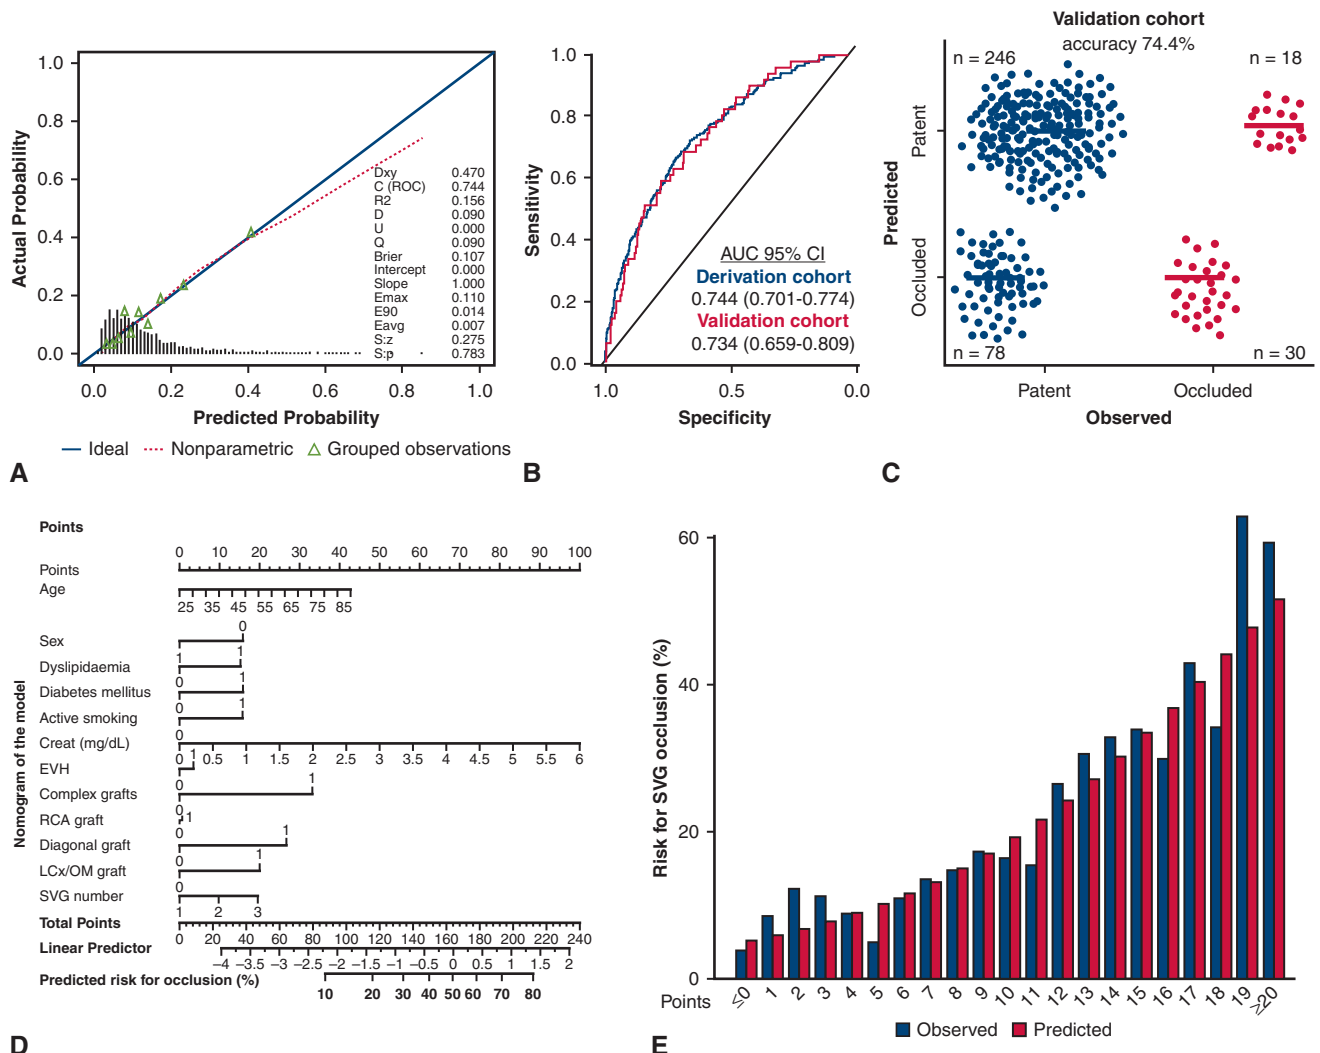 1.0
0.8
0.6
0.4
0.2
0.0
Actual Probability
Dxy 0.470
C (ROC) 0.744
R2 0.156
D 0.090
U 0.000
Q 0.090
Brier 0.107
Intercept 0.000
Slope 1.000
Emax 0.110
E90 0.014
Eavg 0.007
S:z 0.275
S:p 0.783
0.0 0.2 0.4 0.6 0.8 1.0
Predicted Probability
Ideal Nonparametric Grouped observations
A
1.0
0.8
0.6
0.4
0.2
0.0
Sensitivity
AUC 95% CI
Derivation cohort
0.744 (0.701-0.774)
Validation cohort
0.734 (0.659-0.809)
1.0 0.5 0.0
Specificity
B
Validation cohort
accuracy 74.4%
n = 246 n = 18
Patent
Predicted
Occluded
n = 78 n = 30
Patent Occluded
Observed
C
Nomogram of the model
Points
0 10 20 30 40 50 60 70 80 90 100
Points
Age
25 35 45 55 65 75 85
0
Sex
1 1
Dyslipidaemia
0 1
Diabetes mellitus
0 1
Active smoking
0
Creat (mg/dL)
0 0.5 1 1.5 2 2.5 3 3.5 4 4.5 5 5.5 6
1
EVH
0 1
Complex grafts
0
RCA graft 1
0 1
Diagonal graft
0 1
LCx/OM graft
0
SVG number
1 2 3
Total Points
0 20 40 60 80 100 120 140 160 180 200 220 240
Linear Predictor
−4 −3.5 −3 −2.5 −2 −1.5 −1 −0.5 0 0.5 1 1.5 2
Predicted risk for occlusion (%)
10 20 30 40 50 60 70 80
D
60
40
20
0
Risk for SVG occlusion (%)
Points ≤0 1 2 3 4 5 6 7 8 9 10 11 12 13 14 15 16 17 18 19 ≥20
Observed Predicted
E